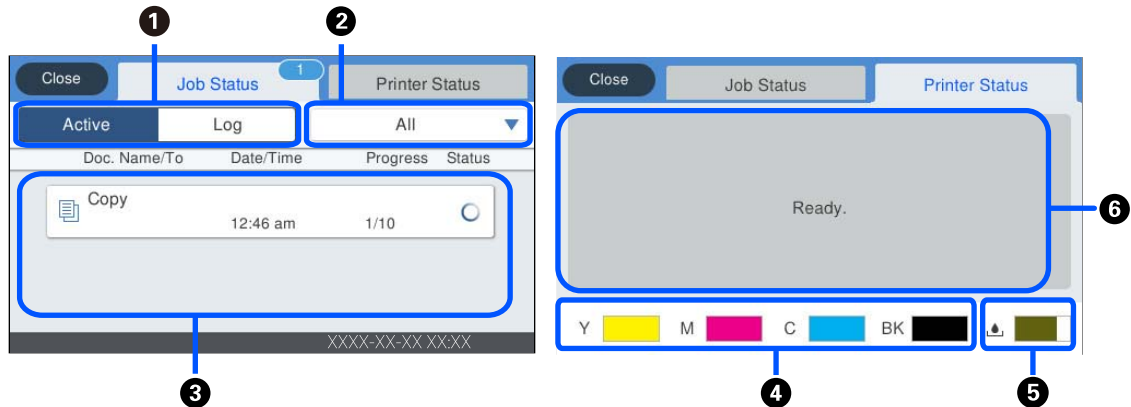 1 2
Close Job Status 1 Printer Status
Active Log All
Doc. Name/To Date/Time Progress Status
Copy
12:46 am 1/10
XXXX-XX-XX XX:XX
3
Close Job Status Printer Status
Ready.
6
Y M C BK
4 5